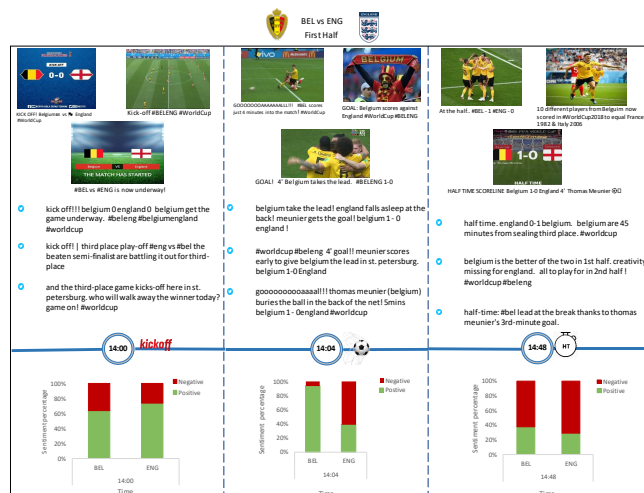 BEL vs ENG
First Half
KICK-OFF
0-0
KICK OFF! Belgium vs England
#WorldCup
Kick-off #BELENG #WorldCup
Belgium VS England
THE MATCH HAS STARTED
#BEL vs #ENG is now underway!
kick off!!! belgium 0 england 0 belgium get the
game underway. #beleng #belgiumengland
#worldcup
kick off! | third place play-off #eng vs #bel the
beaten semi-finalist are battling it out for third-
place
and the third-place game kicks-off here in st.
petersburg. who will walk away the winner today?
game on! #worldcup
14:00
kickoff
Sentiment percentage
100%
80%
60%
40%
20%
0%
Negative
Postive
BEL
ENG
14:00
Time
VIVO
GOOOOOOAAAAAALLL!!! #BEL scores
just 4 minutes into the match! #WorldCup
BELGIUM
GOAL: Belgium scores against
England #WorldCup #BELENG
GOAL! 4' Belgium takes the lead. #BELENG 1-0
belgium take the lead! england falls asleep at the
back! meunier gets the goal! belgium 1 - 0
england !
#worldcup #beleng 4' goal!! meunier scores
early to give belgium the lead in st. petersburg.
belgium 1-0 England
goooooooaaaal!!! thomas meunier (belgium)
buries the ball in the back of the net! 5mins
belgium 1 - 0england #worldcup
14:04
Sentiment percentage
100%
80%
60%
40%
20%
0%
Negative
Positive
BEL
ENG
14:04
Time
At the half.. #BEL - 1 #ENG - 0
10 different players from Belguim now
scored in #WorldCup2018 to equal France
1982 & Italy 2006
1-0
HALF TIME
HALF TIME SCORELINE Belgium 1-0 England 4' Thomas Meunier
half time. england 0-1 belgium. belgium are 45
minutes from sealing third place. #worldcup
belgium is the better of the two in 1st half. creativity
missing for england. all to play for in 2nd half !
#worldcup #beleng
half-time: #bel lead at the break thanks to thomas
meunier's 3rd-minute goal.
14:48
HT
Sentiment percentage
100%
80%
60%
40%
20%
0%
Negative
Positive
BEL
ENG
14:48
Time